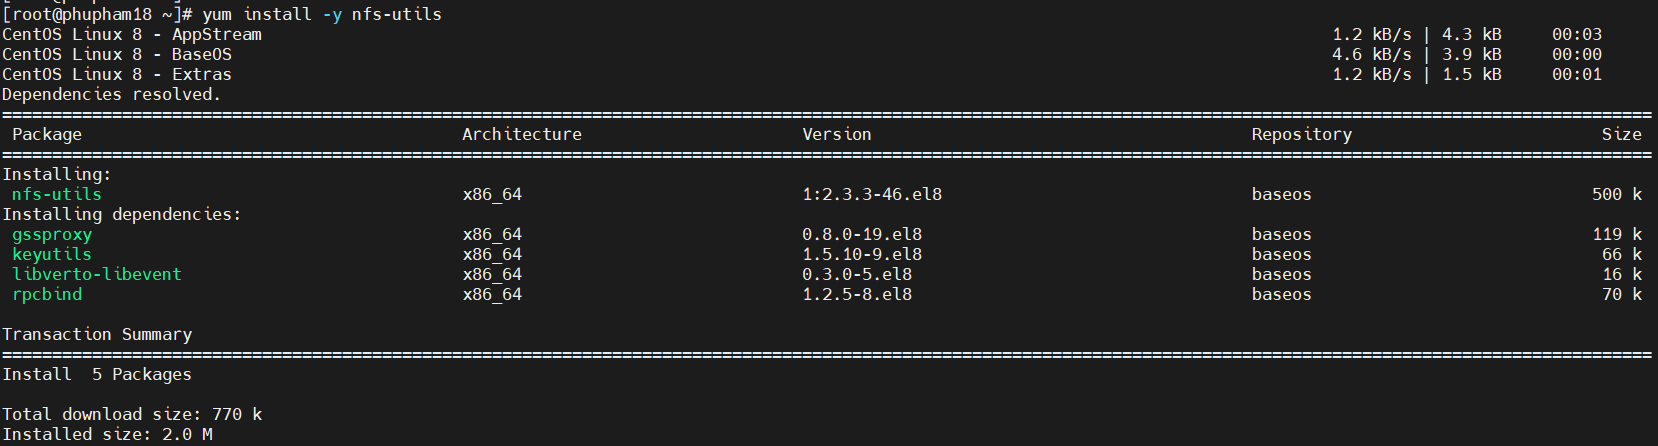 [root@phupham18 ~]# yum install -y nfs-utils
CentOS Linux 8 - AppStream 1.2 kB/s | 4.3 kB 00:03
CentOS Linux 8 - BaseOS 4.6 kB/s | 3.9 kB 00:00
CentOS Linux 8 - Extras 1.2 kB/s | 1.5 kB 00:01
Dependencies resolved.
Package Architecture Version Repository Size
Installing:
nfs-utils x86_64 1:2.3.3-46.el8 baseos 500 k
Installing dependencies:
gssproxy x86_64 0.8.0-19.el8 baseos 119 k
keyutils x86_64 1.5.10-9.el8 baseos 66 k
libverto-libevent x86_64 0.3.0-5.el8 baseos 16 k
rpcbind x86_64 1.2.5-8.el8 baseos 70 k
Transaction Summary
Install 5 Packages
Total download size: 770 k
Installed size: 2.0 M